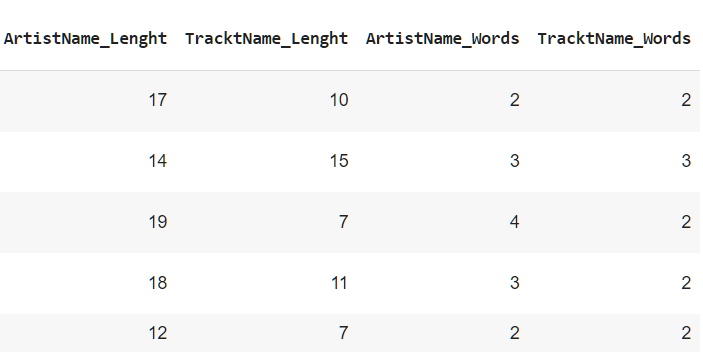 ArtistName_Lenght TracktName_Lenght ArtistName_Words TracktName_Words
17 10 2 2
14 15 3 3
19 7 4 2
18 11 3 2
12 7 2 2